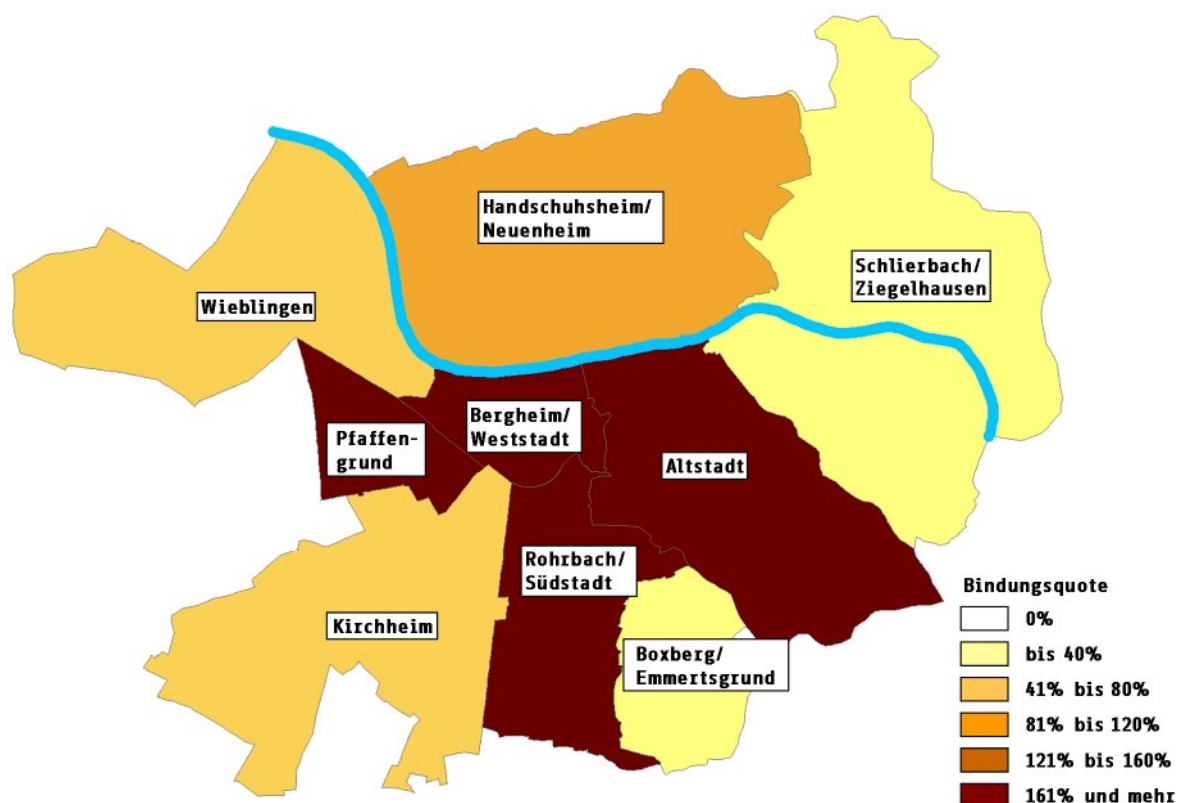 Handschuhsheim/
Neuenheim
Schlierbach/
Ziegelhausen
Wieblingen
Bergheim/
Weststadt
Pfaffen-
grund
Altstadt
Rohrbach/
Südstadt
Kirchheim
Boxberg/
Emmertsgrund
Bindungsquote
0%
bis 40%
41% bis 80%
81% bis 120%
121% bis 160%
161% und mehr